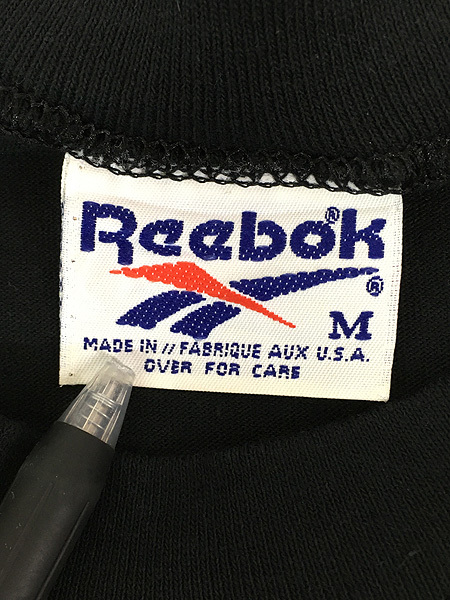 Reebok®
®
M
MADE IN // FABRIQUE AUX U.S.A.
OVER FOR CARE